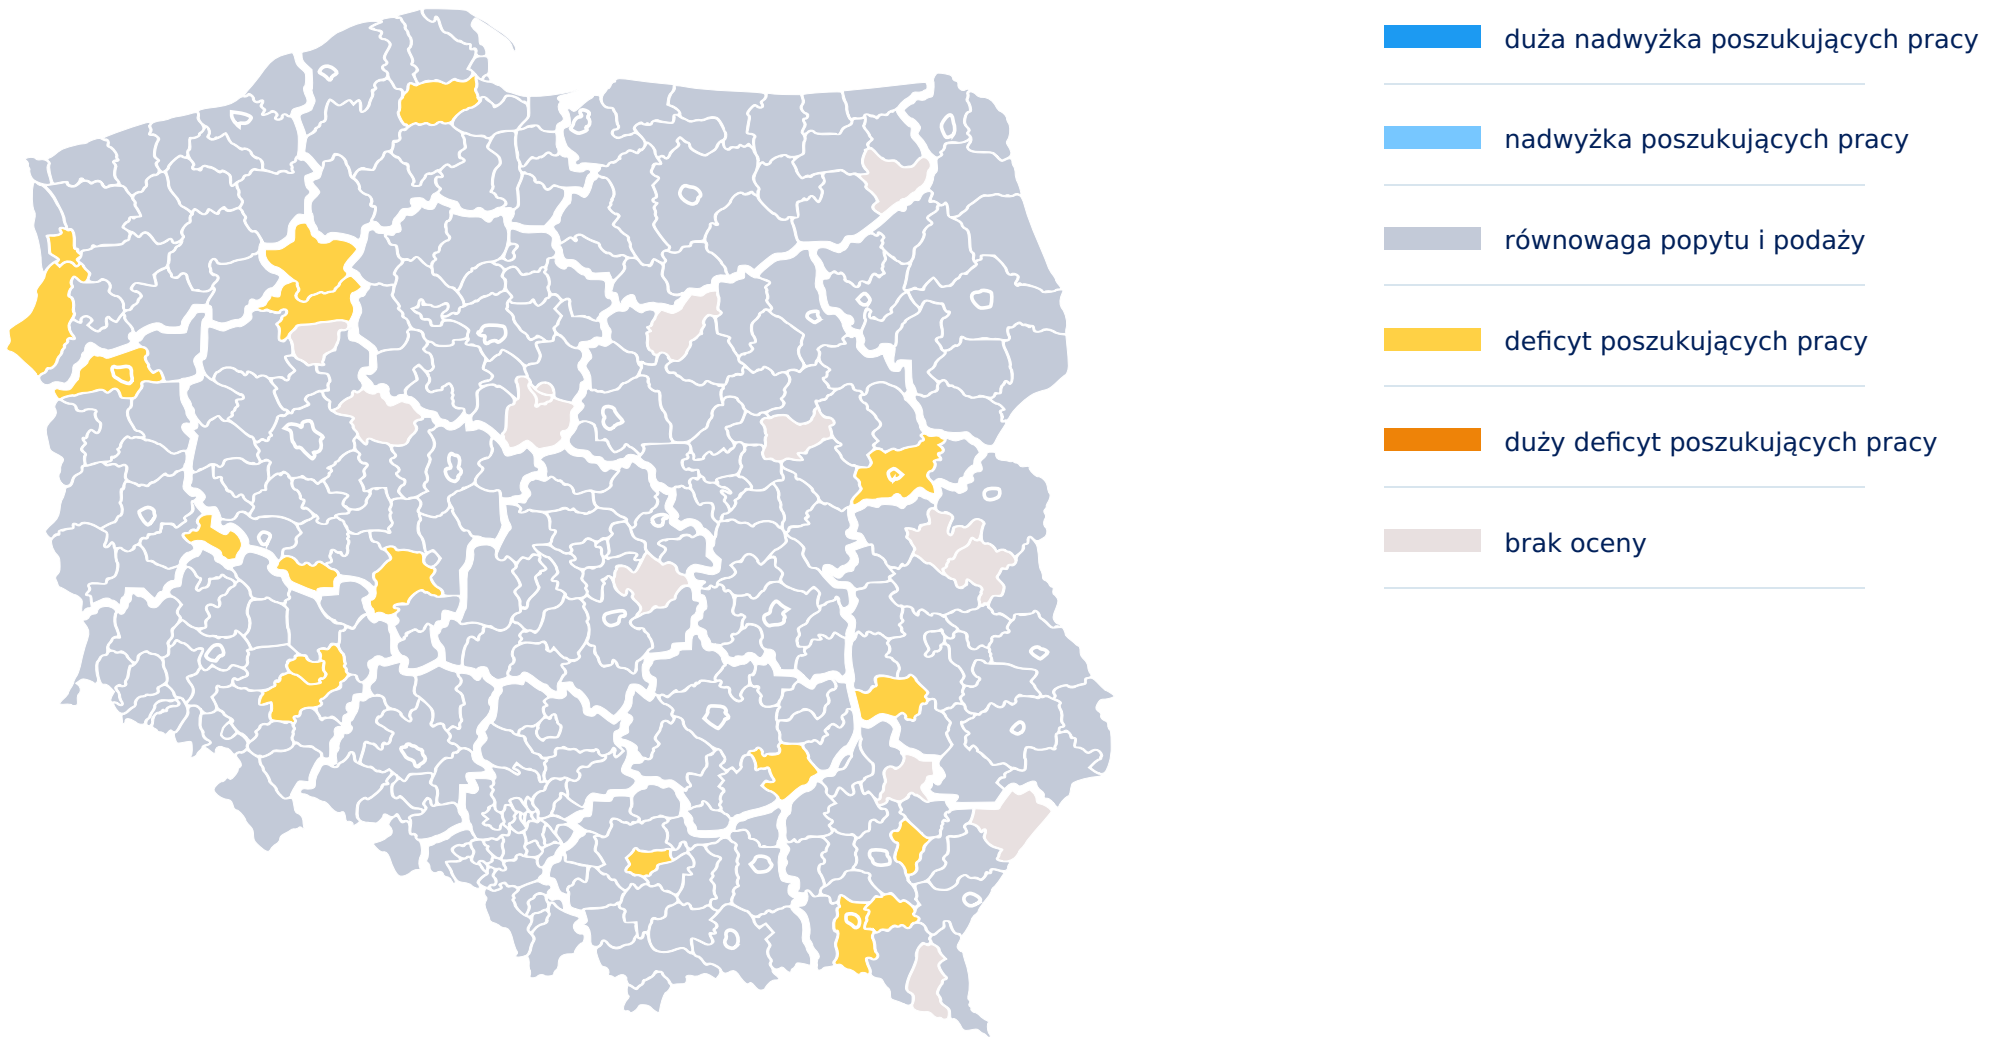 duża nadwyżka poszukujących pracy
nadwyżka poszukujących pracy
równowaga popytu i podaży
deficyt poszukujących pracy
duży deficyt poszukujących pracy
brak oceny